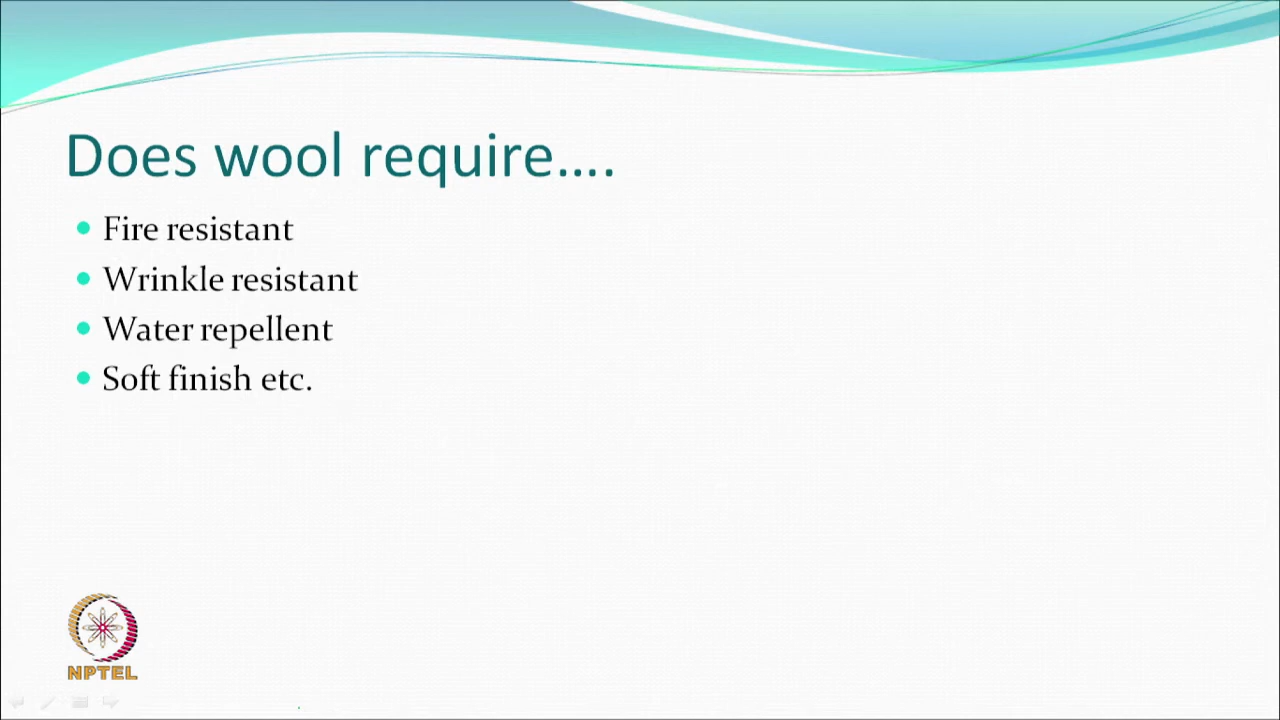 Does wool require....
Fire resistant
Wrinkle resistant
Water repellent
Soft finish etc.
NPTEL